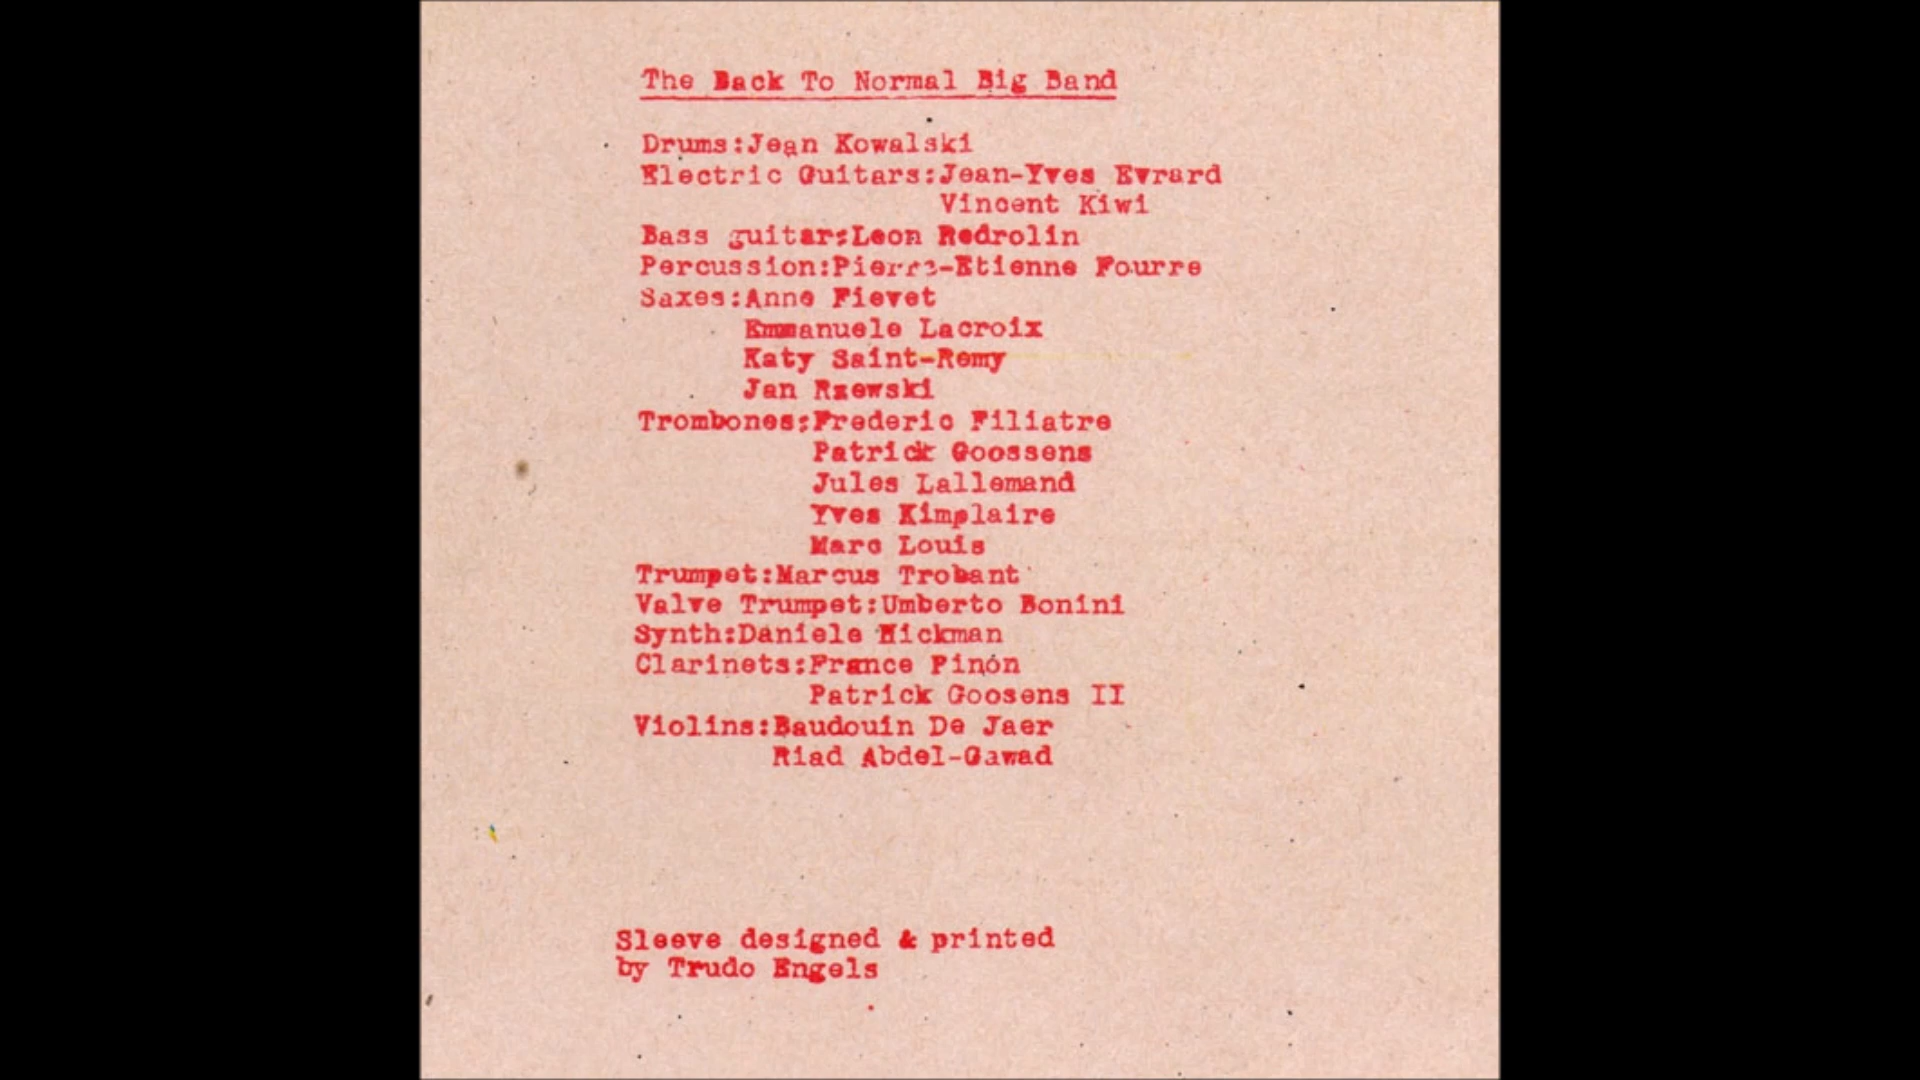 The Back To Normal Big Band
Drums:Jean Kowalski
Electric Guitars:Jean-Yves Evrard
Vincent Kiwi
Bass guitar:Leon Redrolin
Percussion:Pierre-Etienne Fourre
Saxes:Anne Fievet
Emmanuele Lacroix
Katy Saint-Remy
Jan Rzewski
Trombones:Frederic Filiatre
Patrick Goossens
Jules Lallemand
Yves Kimplaire
Marc Louis
Trumpet:Marcus Trobant
Valve Trumpet:Umberto Bonini
Synth:Daniele Hickman
Clarinets:France Pinon
Patrick Goosens II
Violins:Baudouin De Jaer
Riad Abdel-Gawad
Sleeve designed & printed
by Trudo Engels